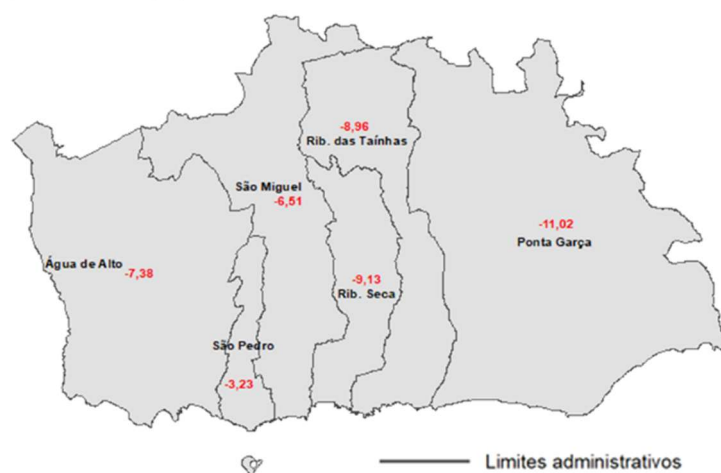 -8,96
Rib. das Taínhas
São Miguel
-6,51
-11,02
Ponta Garça
Água de Alto
-7,38
-9,13
Rib. Seca
São Pedro
-3,23
Limites administrativos